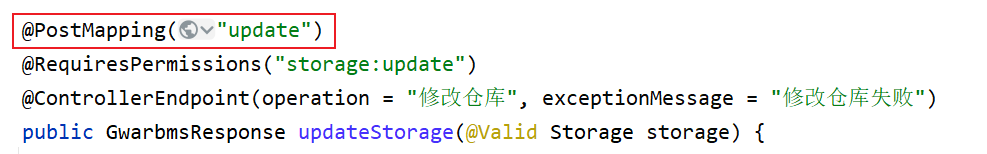 @PostMapping("update")
@RequiresPermissions("storage:update")
@ControllerEndpoint(operation = "修改仓库", exceptionMessage = "修改仓库失败")
public GwarbmsResponse updateStorage(@Valid Storage storage) {